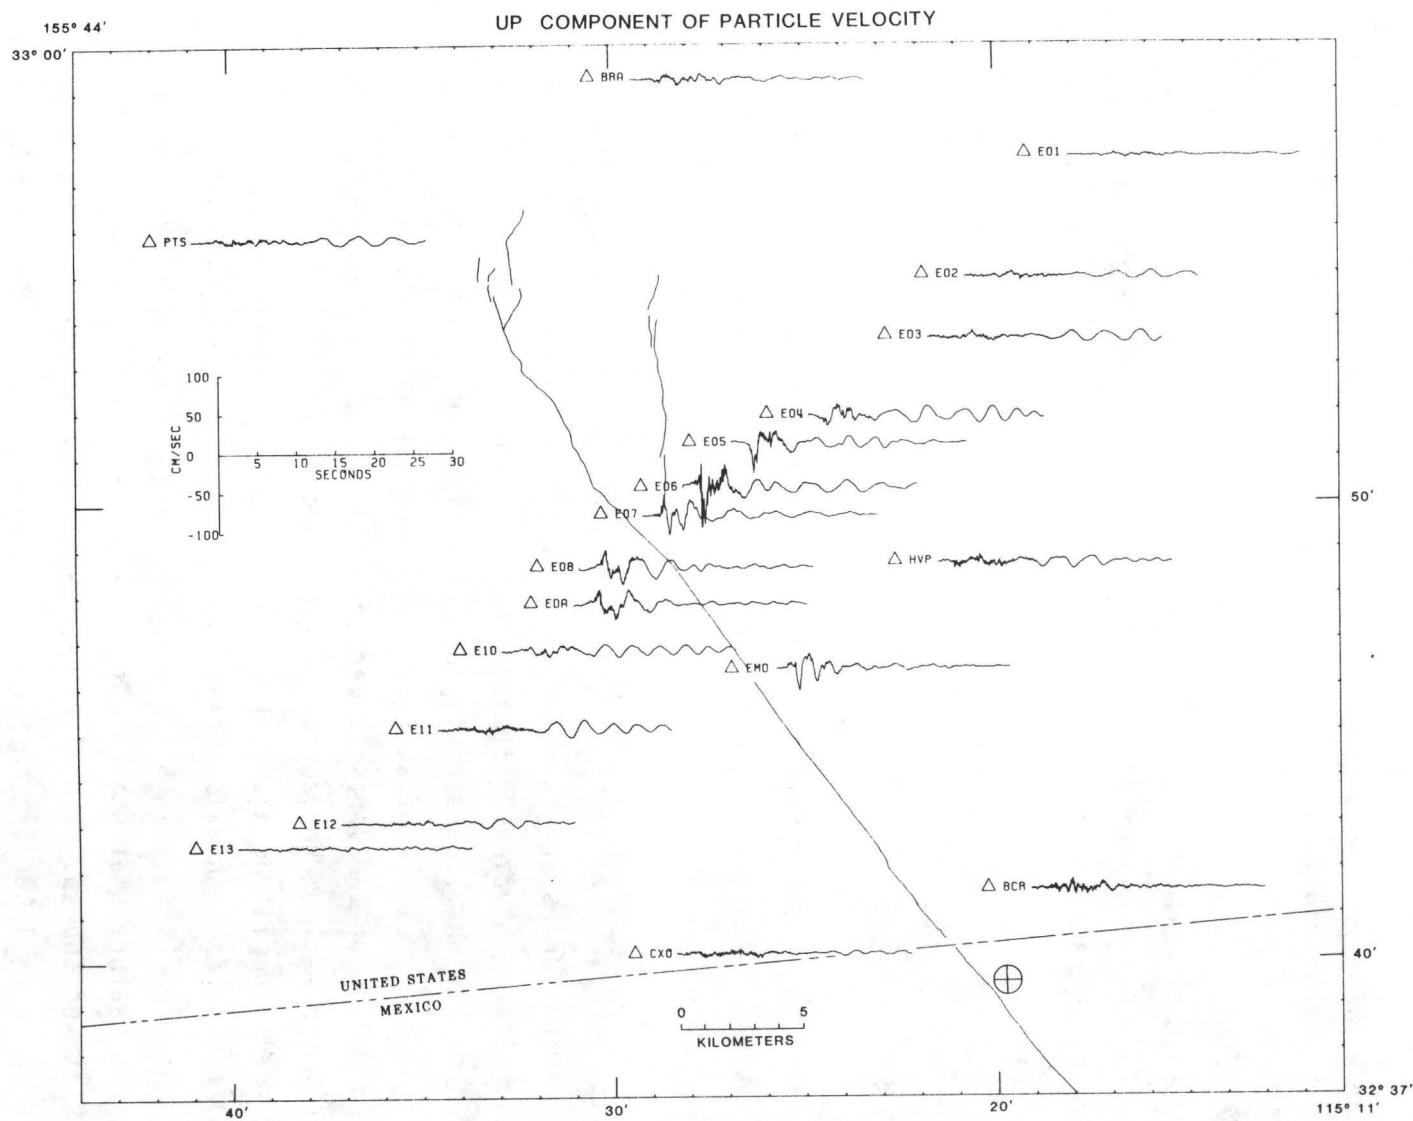 UP COMPONENT OF PARTICLE VELOCITY
155° 44'
33° 00'
BRA
E01
PTS
E02
E03
100
50
0
-50
-100
CM/SEC
5 10 15 20 25 30
SECONDS
E04
E05
E06
E07
50'
E08
HVP
EDA
E10
EMO
E11
E12
E13
BCR
CXO
40'
UNITED STATES
MEXICO
0 5
KILOMETERS
32° 37'
40' 30' 20' 115° 11'